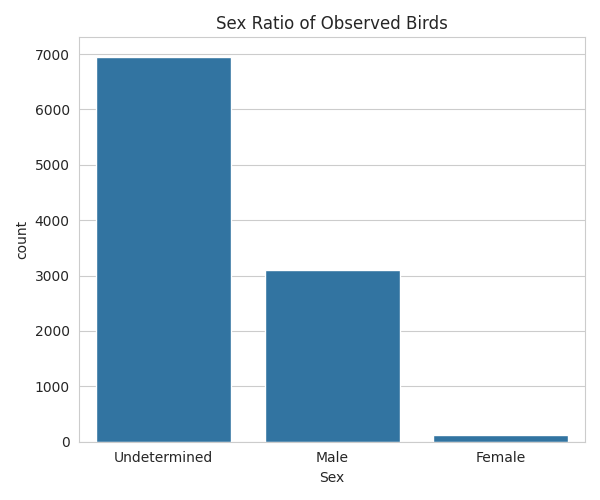 Sex Ratio of Observed Birds
7000
6000
5000
4000
3000
2000
1000
0
count
Undetermined Male Female
Sex